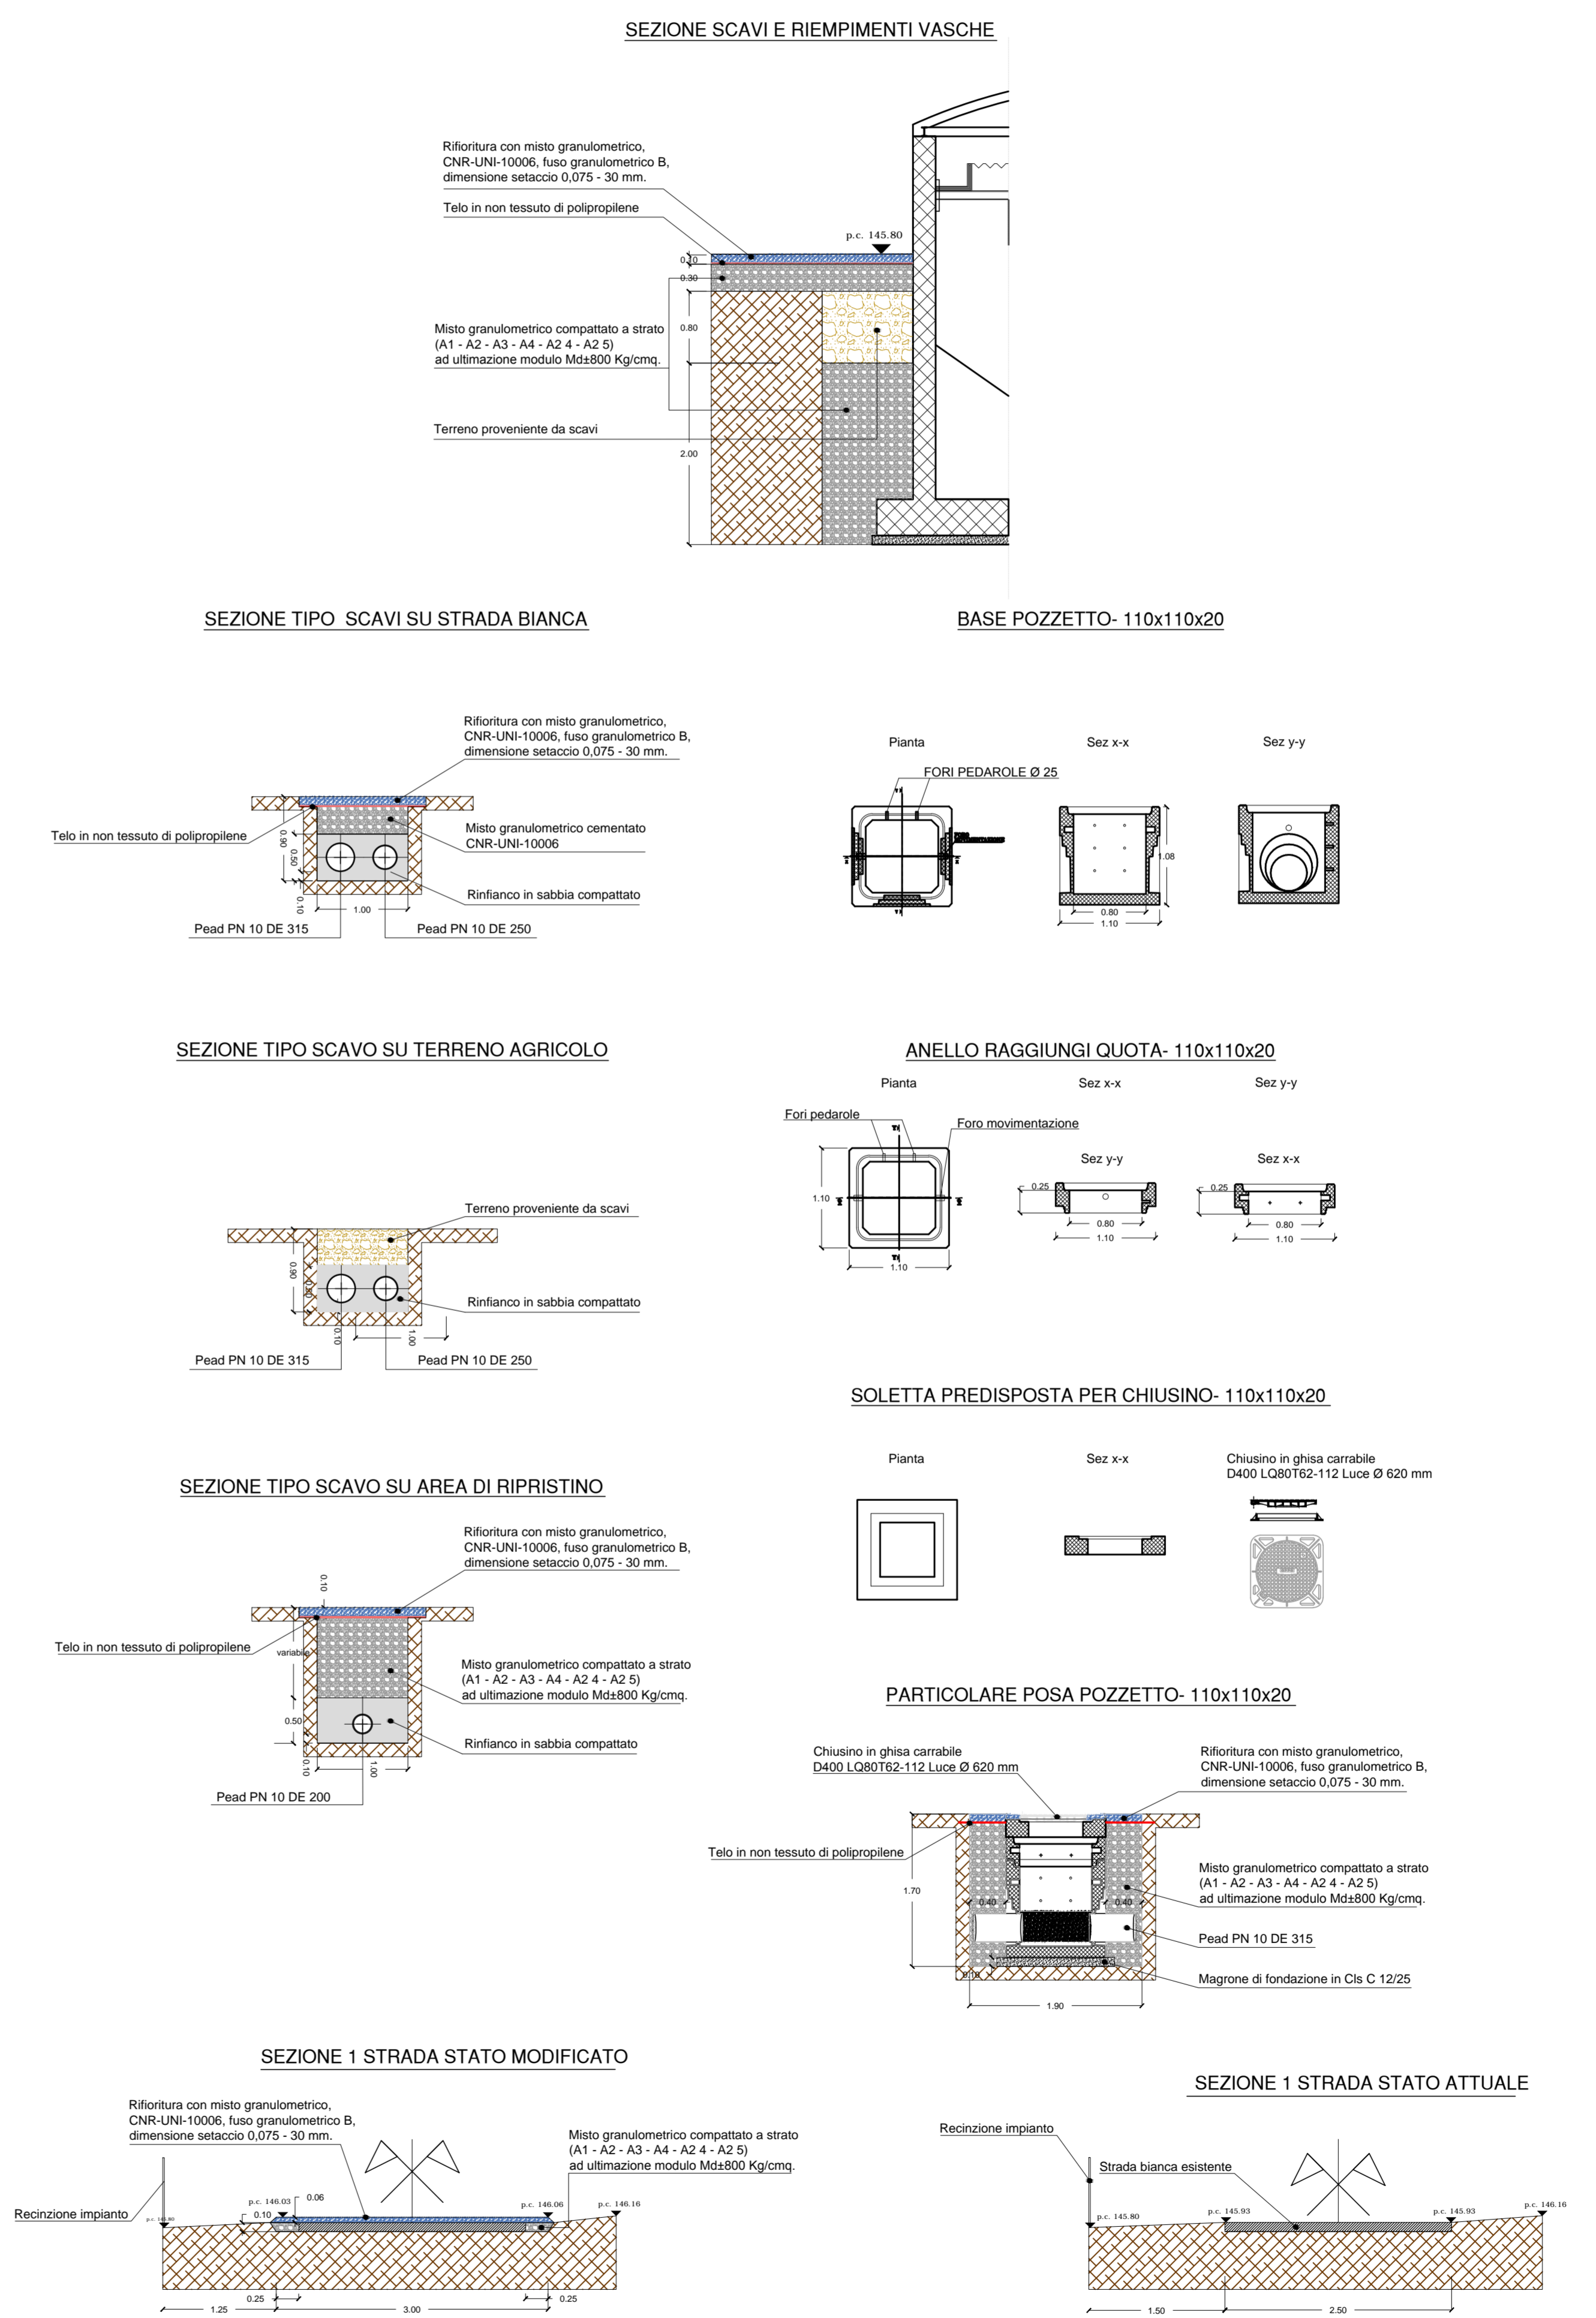 SEZIONE SCAVI E RIEMPIMENTI VASCHE
Rifioritura con misto granulometrico,
CNR-UNI-10006, fuso granulometrico B,
dimensione setaccio 0,075 - 30 mm.
Telo in non tessuto di polipropilene
p.c. 145.80
0.10
0.30
Misto granulometrico compattato a strato
(A1 - A2 - A3 - A4 - A2 4 - A2 5)
ad ultimazione modulo Md±800 Kg/cmq.
0.80
Terreno proveniente da scavi
2.00
SEZIONE TIPO SCAVI SU STRADA BIANCA
Rifioritura con misto granulometrico,
CNR-UNI-10006, fuso granulometrico B,
dimensione setaccio 0,075 - 30 mm.
Telo in non tessuto di polipropilene
Misto granulometrico cementato
CNR-UNI-10006
0.90
0.50
Rinfianco in sabbia compattato
0.10
1.00
Pead PN 10 DE 315
Pead PN 10 DE 250
BASE POZZETTO- 110x110x20
Pianta
Sez x-x
Sez y-y
FORI PEDAROLE Ø 25
1.08
0.80
1.10
SEZIONE TIPO SCAVO SU TERRENO AGRICOLO
Terreno proveniente da scavi
0.90
Rinfianco in sabbia compattato
0.10
1.00
Pead PN 10 DE 315
Pead PN 10 DE 250
ANELLO RAGGIUNGI QUOTA- 110x110x20
Pianta
Sez x-x
Sez y-y
Fori pedarole
Foro movimentazione
Sez y-y
Sez x-x
1.10
1.10
0.25
0.80
1.10
0.25
0.80
1.10
SOLETTA PREDISPOSTA PER CHIUSINO- 110x110x20
Pianta
Sez x-x
Chiusino in ghisa carrabile
D400 LQ80T62-112 Luce Ø 620 mm
SEZIONE TIPO SCAVO SU AREA DI RIPRISTINO
Rifioritura con misto granulometrico,
CNR-UNI-10006, fuso granulometrico B,
dimensione setaccio 0,075 - 30 mm.
0.10
Telo in non tessuto di polipropilene
variabile
Misto granulometrico compattato a strato
(A1 - A2 - A3 - A4 - A2 4 - A2 5)
ad ultimazione modulo Md±800 Kg/cmq.
0.50
Rinfianco in sabbia compattato
0.10
1.00
Pead PN 10 DE 200
PARTICOLARE POSA POZZETTO- 110x110x20
Chiusino in ghisa carrabile
D400 LQ80T62-112 Luce Ø 620 mm
Rifioritura con misto granulometrico,
CNR-UNI-10006, fuso granulometrico B,
dimensione setaccio 0,075 - 30 mm.
Telo in non tessuto di polipropilene
Misto granulometrico compattato a strato
(A1 - A2 - A3 - A4 - A2 4 - A2 5)
ad ultimazione modulo Md±800 Kg/cmq.
1.70
0.40
0.40
Pead PN 10 DE 315
Magrone di fondazione in Cls C 12/25
1.90
SEZIONE 1 STRADA STATO MODIFICATO
Rifioritura con misto granulometrico,
CNR-UNI-10006, fuso granulometrico B,
dimensione setaccio 0,075 - 30 mm.
Misto granulometrico compattato a strato
(A1 - A2 - A3 - A4 - A2 4 - A2 5)
ad ultimazione modulo Md±800 Kg/cmq.
Recinzione impianto
p.c. 146.03
0.06
0.10
p.c. 146.06
p.c. 146.16
0.25
0.25
1.25
3.00
SEZIONE 1 STRADA STATO ATTUALE
Recinzione impianto
Strada bianca esistente
p.c. 145.80
p.c. 145.93
p.c. 145.93
p.c. 146.16
1.50
2.50